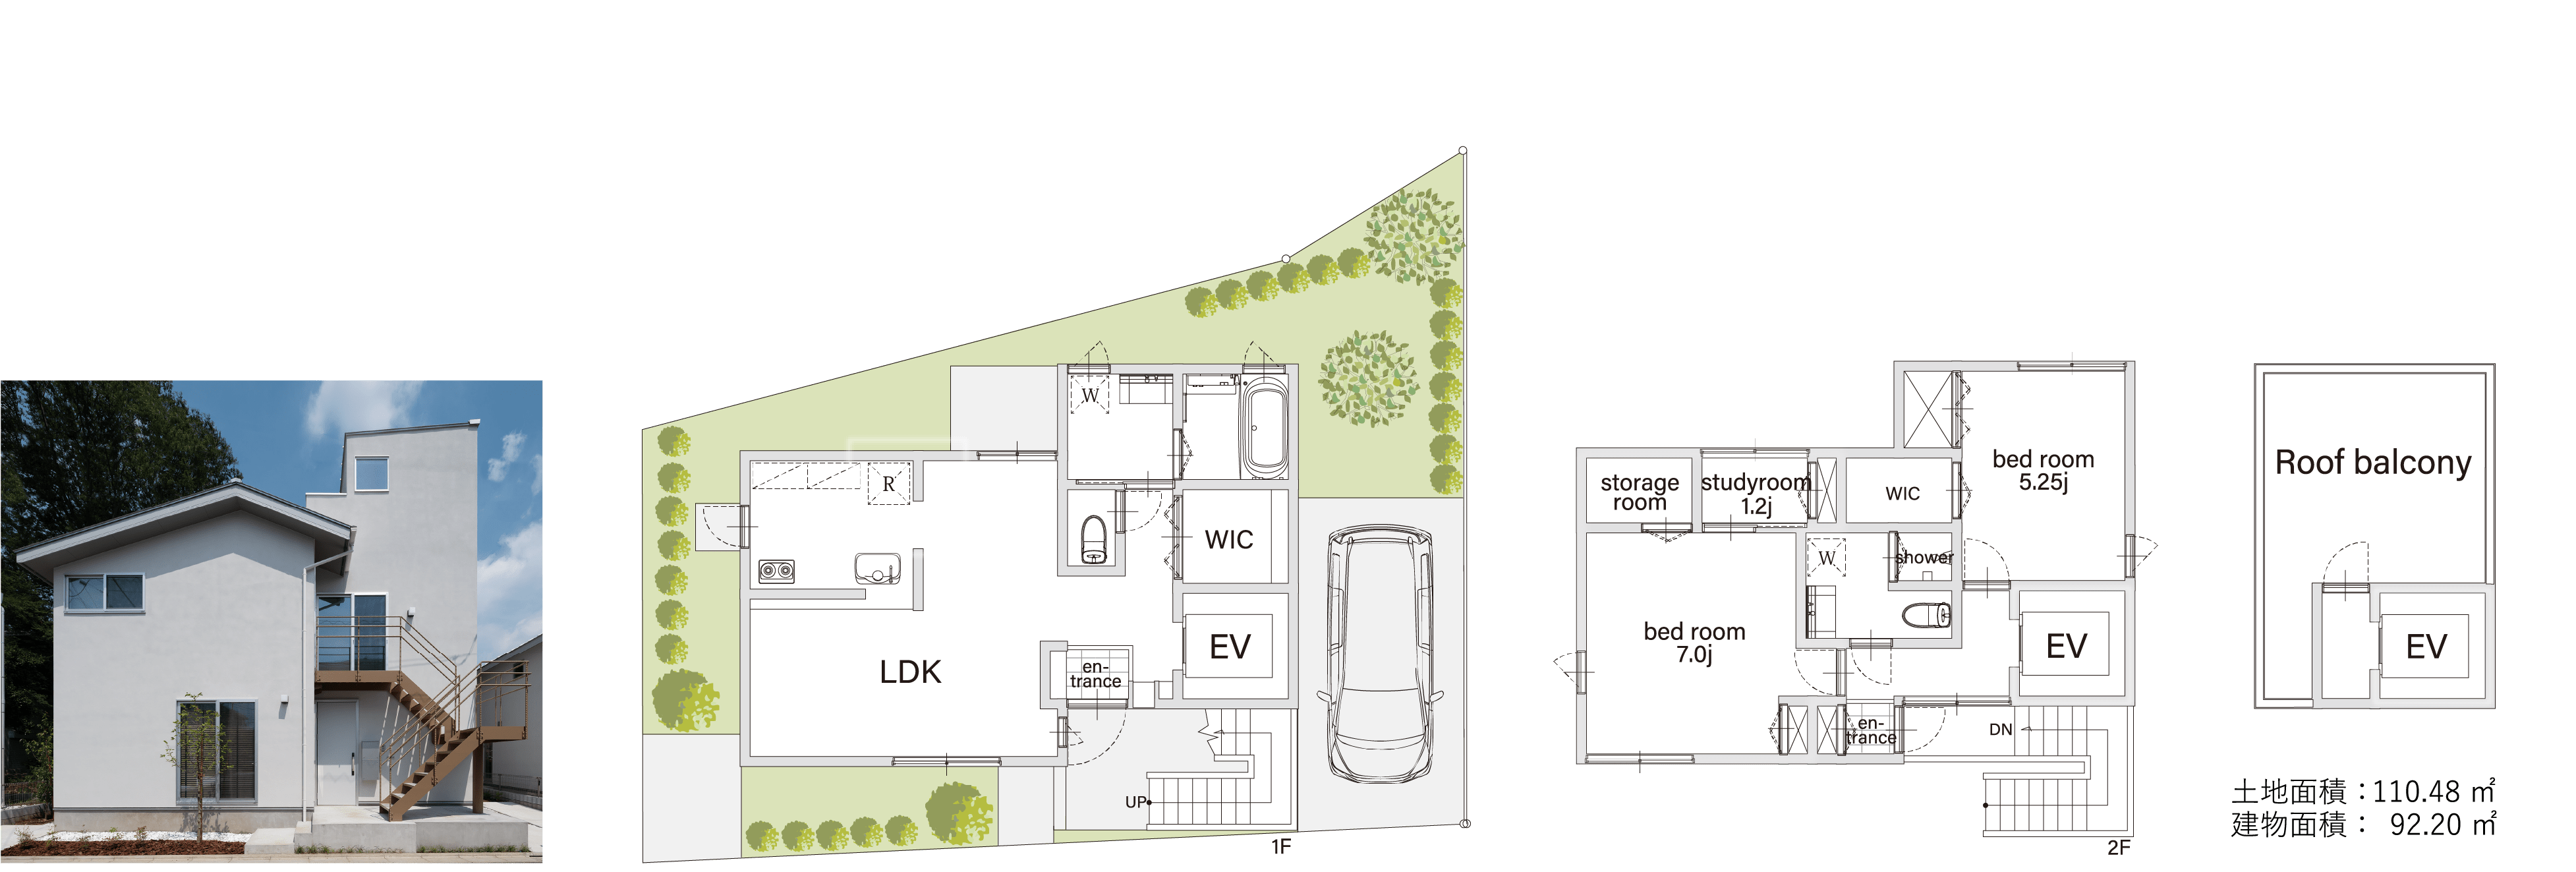 W
R
WIC
EV
LDK
en-
trance
UP
1F
bed room
5.25j
storage
room
studyroom
1.2j
WIC
W
shower
bed room
7.0j
EV
en-
trance
DN
2F
Roof balcony
EV
土地面積：110.48 ㎡
建物面積： 92.20 ㎡